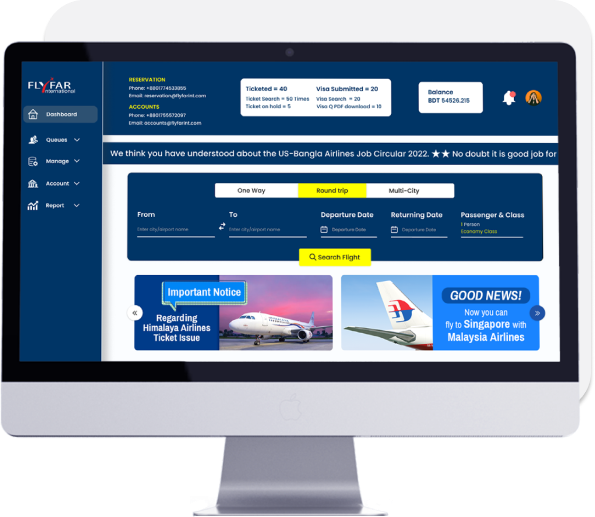 FLYFAR
International
Dashboard
Queues
Manage
Account
Report
RESERVATION
Phone: +8801774533855
Email: reservation@flyfarint.com
ACCOUNTS
Email: accounts@flyfarint.com
Ticketed = 40
Ticket Search = 50 Times
Ticket on hold = 5
Visa Submitted = 20
Visa Search = 20
Visa Q PDF download = 10
Balance
BDT 54526.215
We think you have understood about the US-Bangla Airlines Job Circular 2022. ★ ★ No doubt it is good job for
One Way
Round trip
Multi-City
From
Enter city/airport name
To
Enter city/airport name
Departure Date
Departure Date
Returning Date
Departure Date
Passenger & Class
1 Person
Economy Class
Search Flight
Important Notice
Regarding
Himalaya Airlines
Ticket Issue
GOOD NEWS!
Now you can
fly to Singapore with
Malaysia Airlines